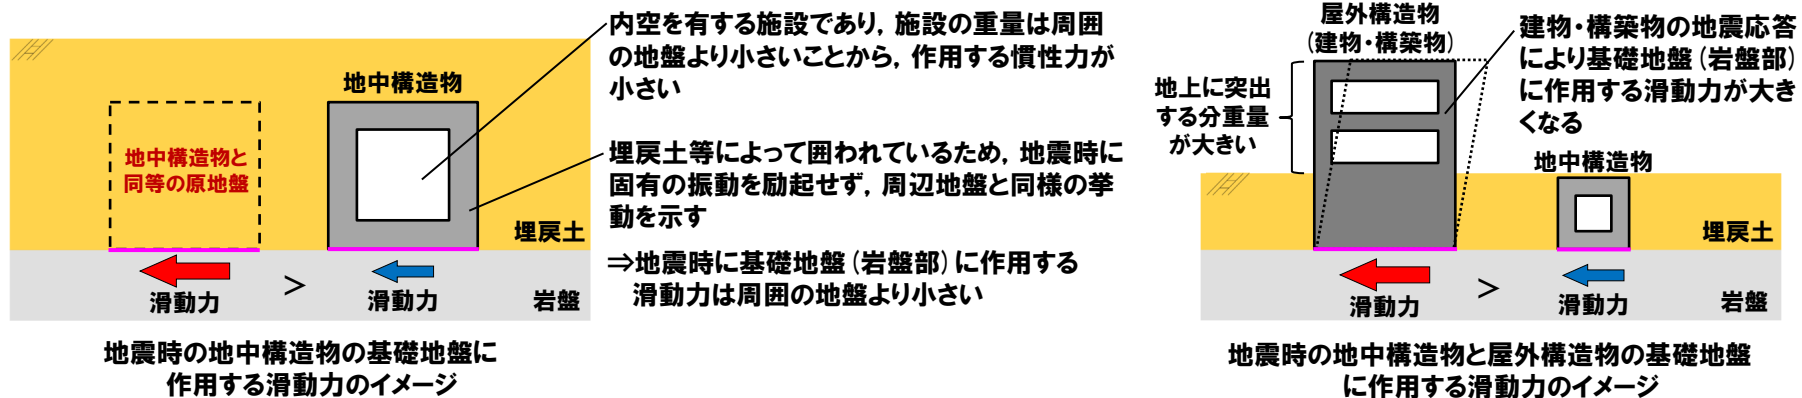 内空を有する施設であり，施設の重量は周囲
の地盤より小さいことから，作用する慣性力が
小さい
地中構造物
地中構造物と
同等の原地盤
埋戻土等によって囲われているため，地震時に
固有の振動を励起せず，周辺地盤と同様の挙
動を示す
埋戻土
⇒地震時に基礎地盤（岩盤部）に作用する
滑動力は周囲の地盤より小さい
滑動力
>
滑動力
岩盤
地震時の地中構造物の基礎地盤に
作用する滑動力のイメージ
屋外構造物
（建物・構築物）
建物・構築物の地震応答
により基礎地盤（岩盤部）
に作用する滑動力が大き
くなる
地上に突出
する分重量
が大きい
地中構造物
埋戻土
滑動力
>
滑動力
岩盤
地震時の地中構造物と屋外構造物の基礎地盤
に作用する滑動力のイメージ